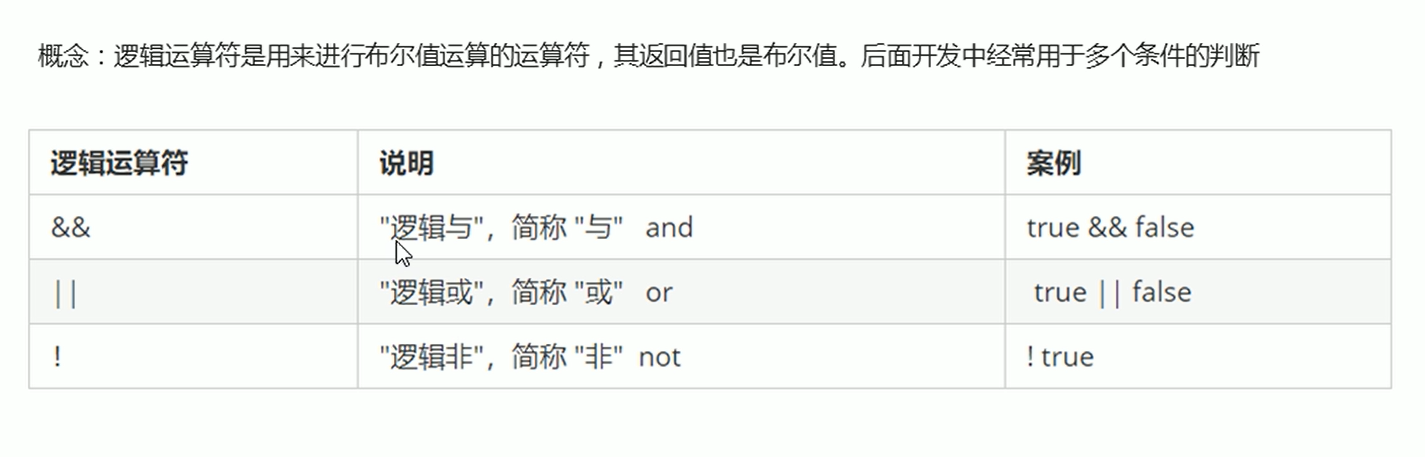 概念：逻辑运算符是用来进行布尔值运算的运算符，其返回值也是布尔值。后面开发中经常用于多个条件的判断
逻辑运算符 说明 案例
&& "逻辑与"，简称 "与" and true && false
|| "逻辑或"，简称 "或" or true || false
! "逻辑非"，简称 "非" not ! true